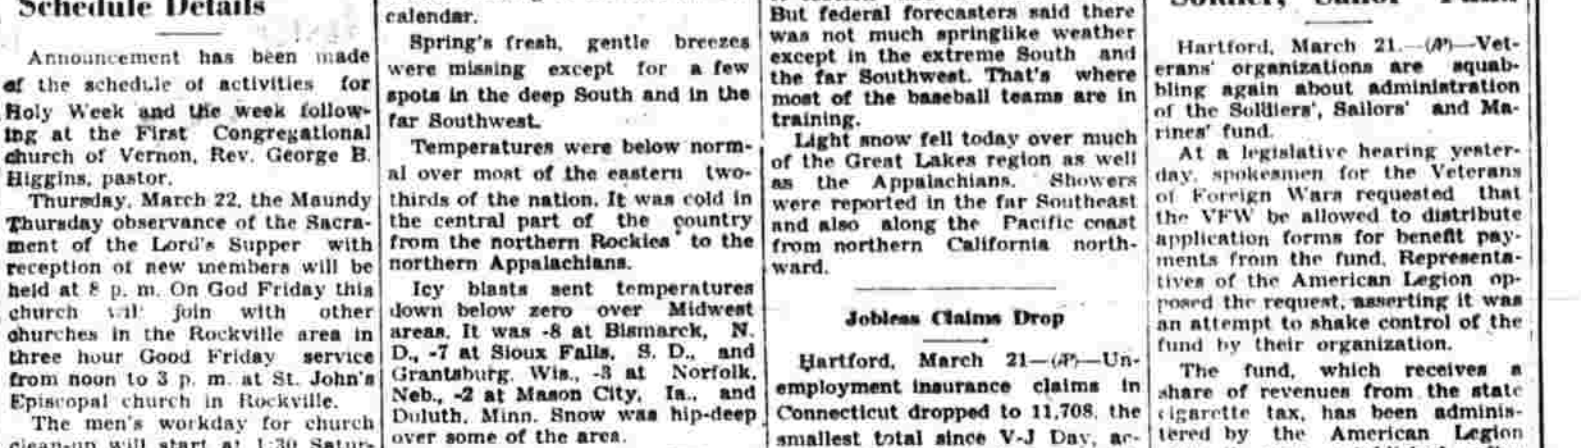 Schedule Details
Announcement has been made
of the schedule of activities for
Holy Week and the week follow-
ing at the First Congregational
church of Vernon, Rev. George B.
Higgins, pastor.
Thursday, March 22, the Maundy
Thursday observance of the Sacra-
ment of the Lord's Supper with
reception of new members will be
held at 8 p. m. On God Friday this
church will join with other
churches in the Rockville area in
three hour Good Friday service
from noon to 3 p. m. at St. John's
Episcopal church in Rockville.
The men's workday for church
clean-up will start at 1:30 Satur-
calendar.
Spring's fresh, gentle breezes
were missing except for a few
spots in the deep South and in the
far Southwest.
Temperatures were below norm-
al over most of the eastern two-
thirds of the nation. It was cold in
the central part of the country
from the northern Rockies to the
northern Appalachians.
Icy blasts sent temperatures
down below zero over Midwest
areas. It was -8 at Bismarck, N.
D., -7 at Sioux Falls, S. D., and
Grantsburg, Wis., -3 at Norfolk,
Neb., -2 at Mason City, Ia., and
Duluth, Minn. Snow was hip-deep
over some of the area.
But federal forecasters said there
was not much springlike weather
except in the extreme South and
the far Southwest. That's where
most of the baseball teams are in
training.
Light snow fell today over much
of the Great Lakes region as well
as the Appalachians. Showers
were reported in the far Southeast
and also along the Pacific coast
from northern California north-
ward.
Jobless Claims Drop
Hartford, March 21—(AP)—Un-
employment insurance claims in
Connecticut dropped to 11,708, the
smallest total since V-J Day, ac-
Hartford, March 21.—(AP)—Vet-
erans' organizations are squab-
bling again about administration
of the Soldiers', Sailors' and Ma-
rines' fund.
At a legislative hearing yester-
day, spokesmen for the Veterans
of Foreign Wars requested that
the VFW be allowed to distribute
application forms for benefit pay-
ments from the fund. Representa-
tives of the American Legion op-
posed the request, asserting it was
an attempt to shake control of the
fund by their organization.
The fund, which receives a
share of revenues from the state
cigarette tax, has been adminis-
tered by the American Legion